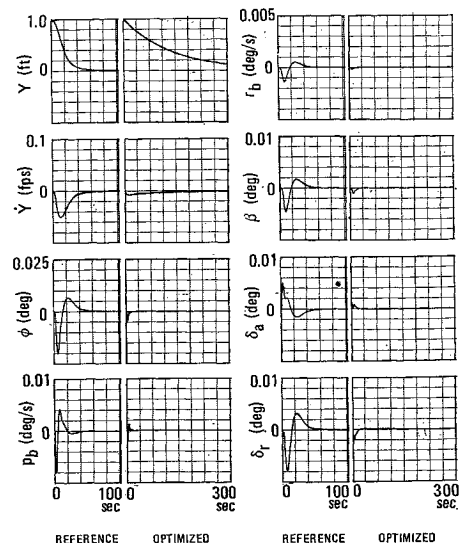 1.0
Y (ft)
0
0.1
Ẏ (fps)
0
0.025
φ (deg)
0
0.01
p_b (deg/s)
0
0 100 0 300
sec sec
REFERENCE OPTIMIZED
0.005
r_b (deg/s)
0
0.01
β (deg)
0
0.01
δ_a (deg)
0
0.01
δ_r (deg)
0
0 100 0 300
sec sec.
REFERENCE OPTIMIZED